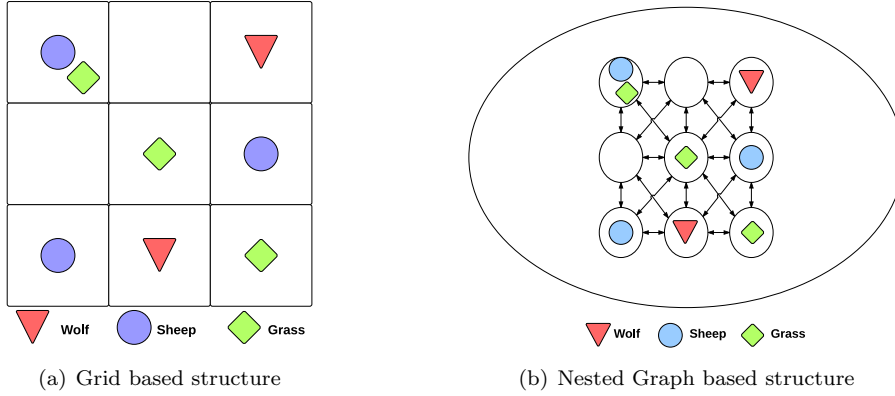 Wolf Sheep Grass
Wolf Sheep Grass
(a) Grid based structure
(b) Nested Graph based structure